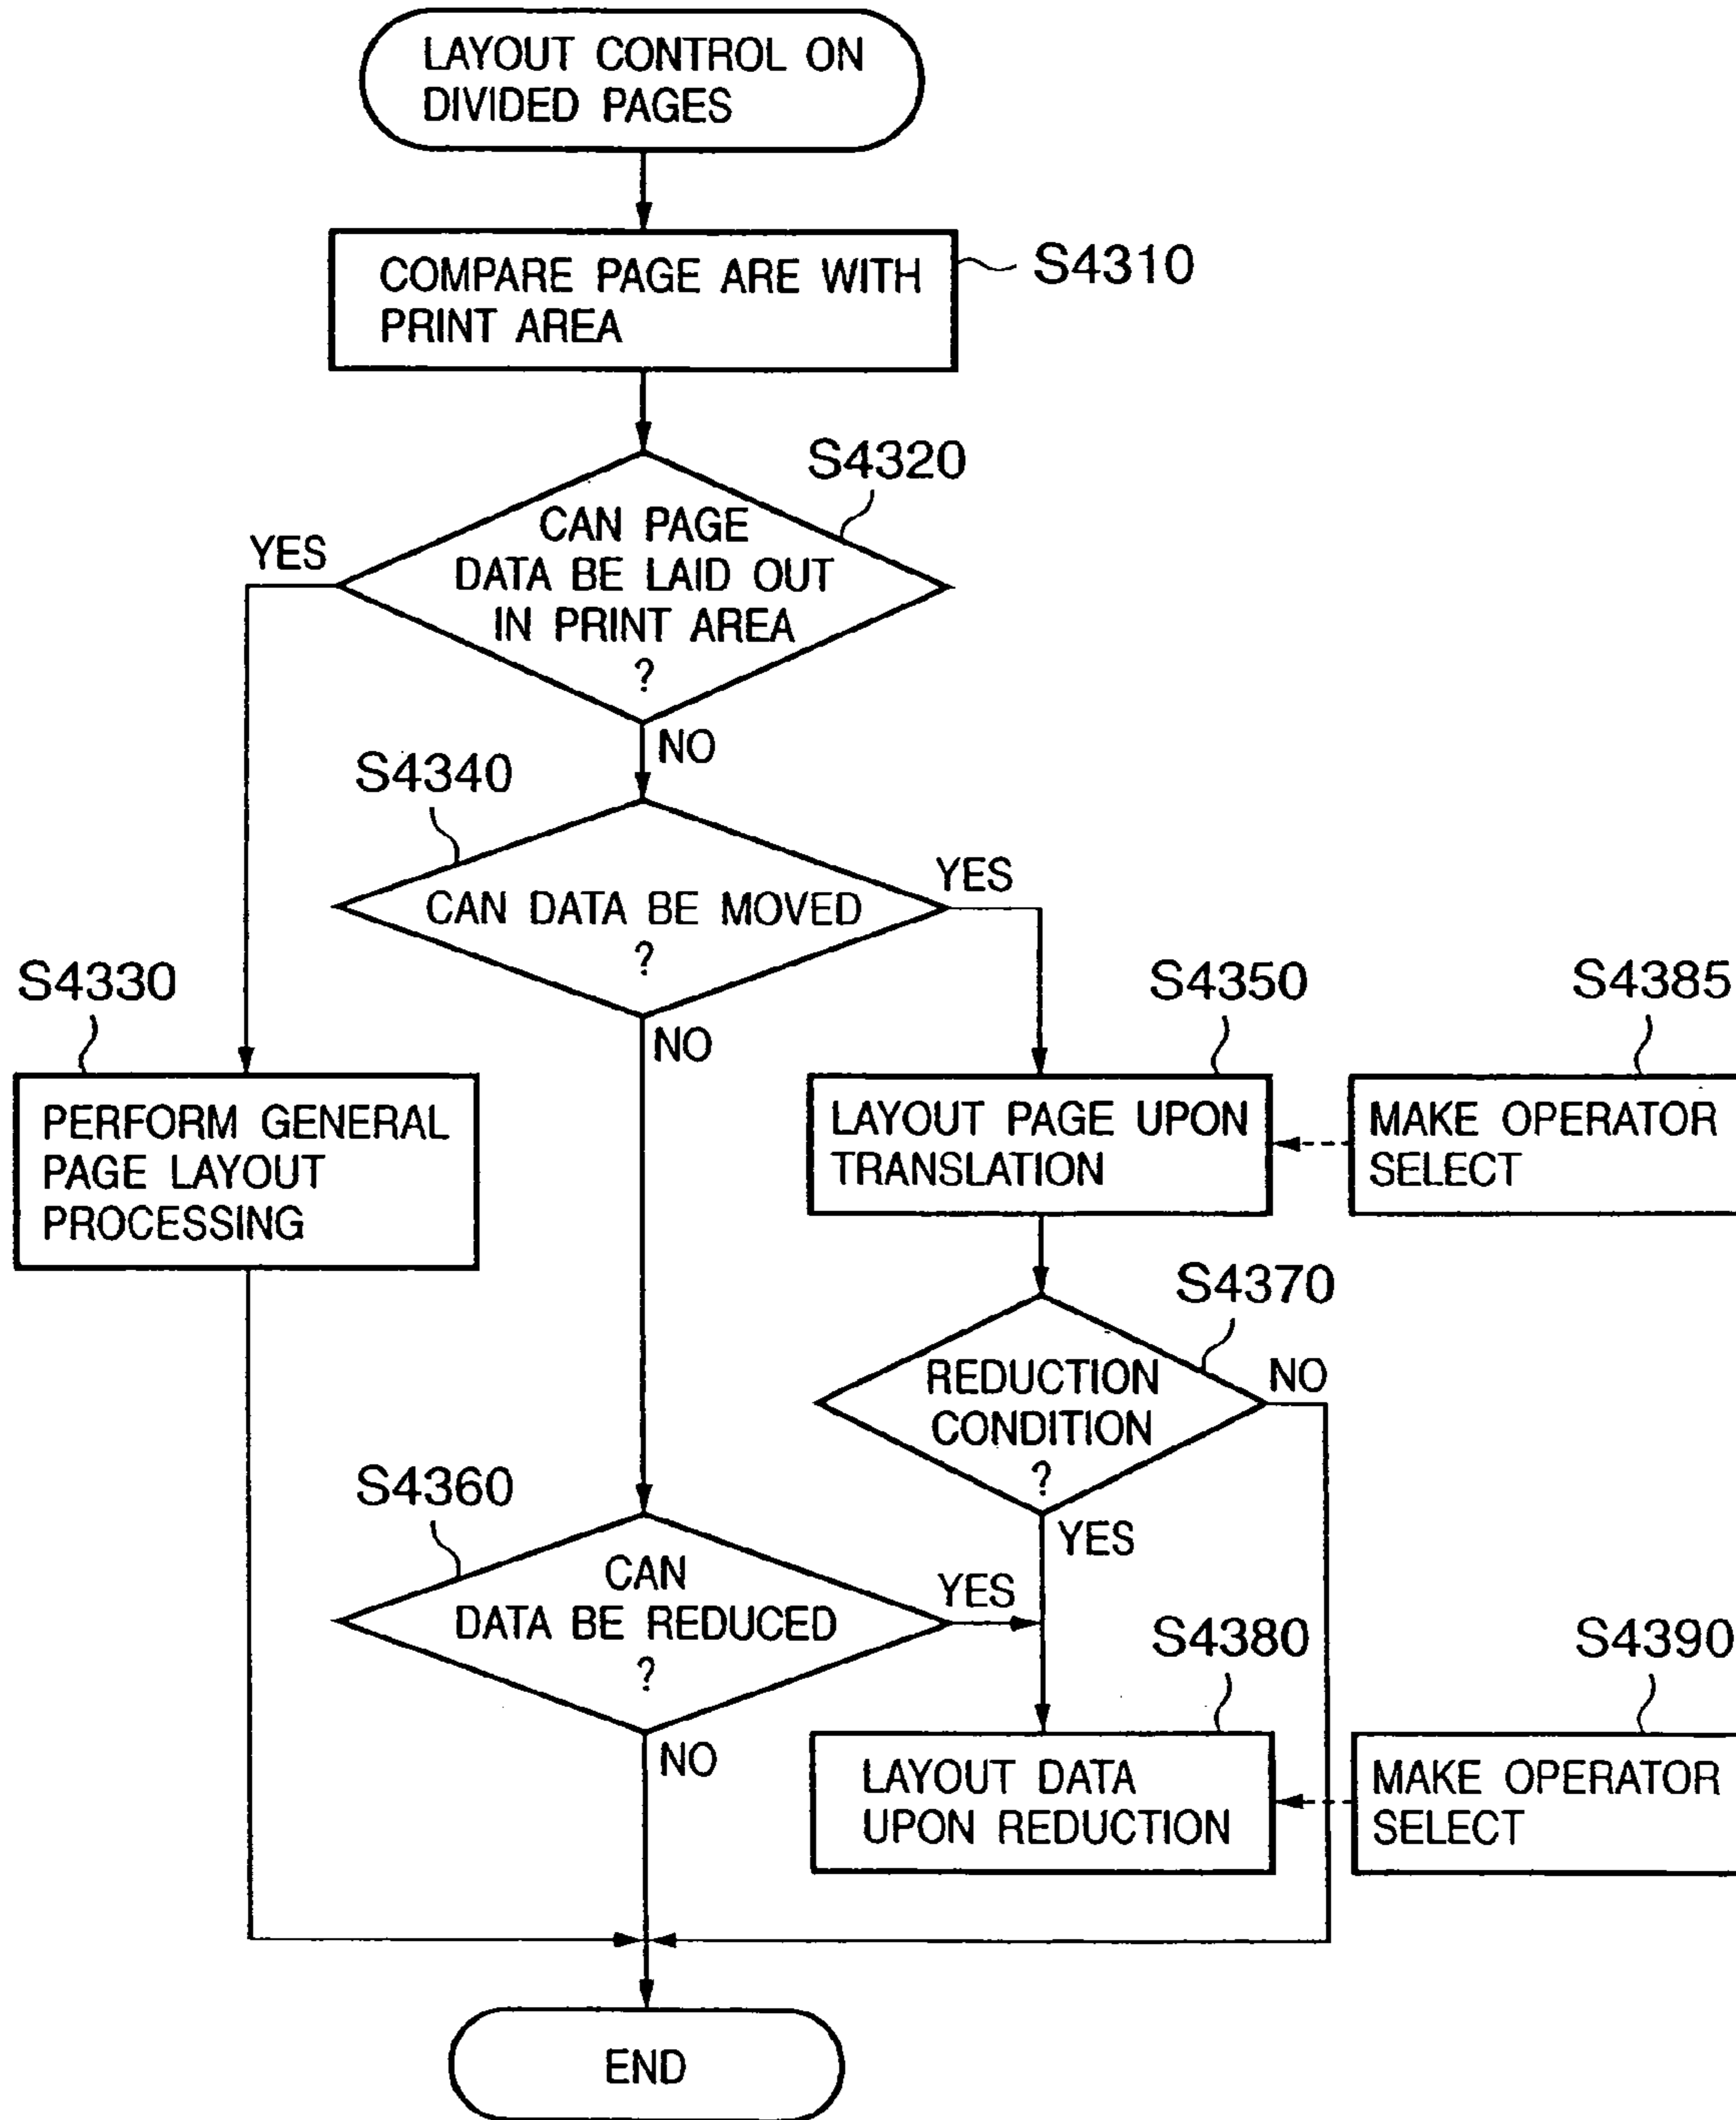 LAYOUT CONTROL ON
DIVIDED PAGES
COMPARE PAGE ARE WITH
PRINT AREA
S4310
S4320
CAN PAGE
DATA BE LAID OUT
IN PRINT AREA
?
YES
NO
S4340
CAN DATA BE MOVED
?
YES
NO
S4330
PERFORM GENERAL
PAGE LAYOUT
PROCESSING
S4350
LAYOUT PAGE UPON
TRANSLATION
S4385
MAKE OPERATOR
SELECT
S4370
REDUCTION
CONDITION
?
NO
YES
S4360
CAN
DATA BE REDUCED
?
YES
NO
S4380
LAYOUT DATA
UPON REDUCTION
S4390
MAKE OPERATOR
SELECT
END